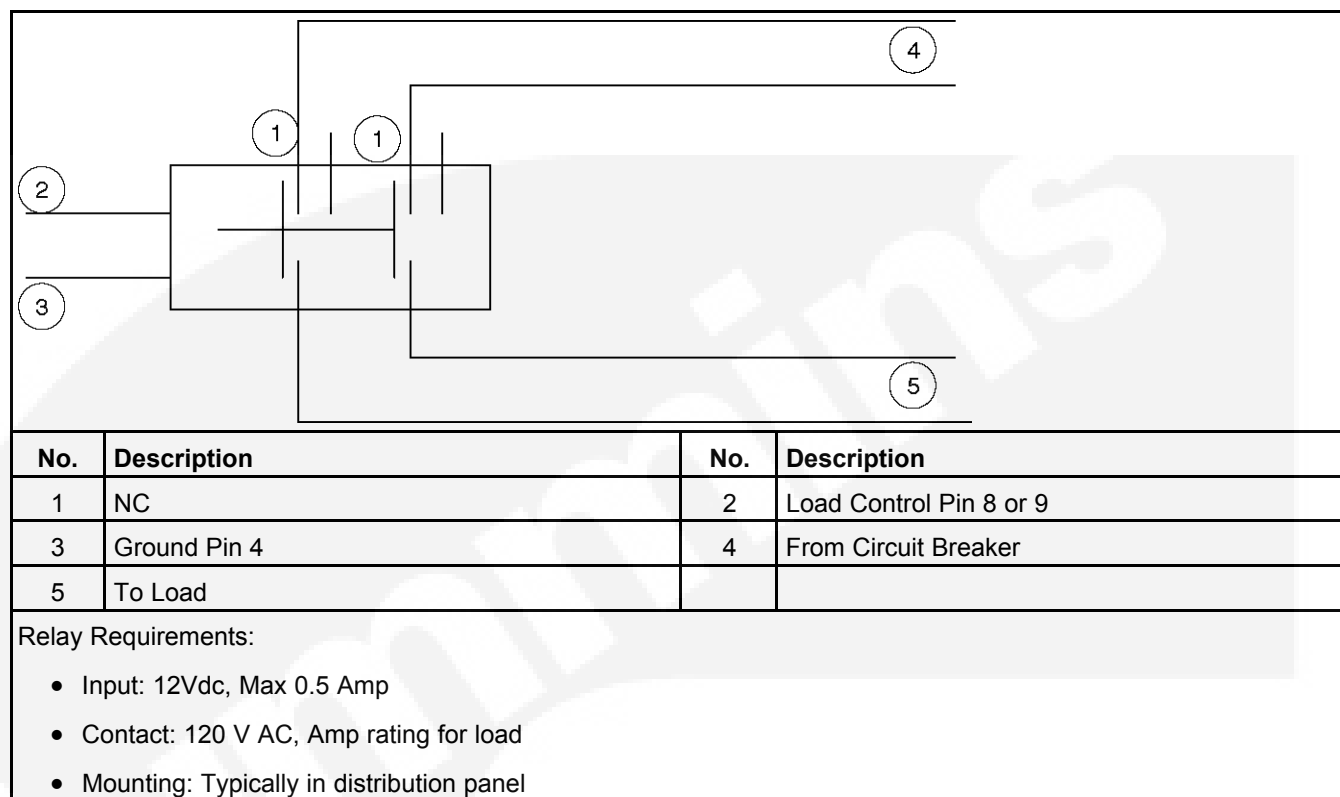 4
1
1
2
3
5
No. Description No. Description
1 NC 2 Load Control Pin 8 or 9
3 Ground Pin 4 4 From Circuit Breaker
5 To Load
Relay Requirements:
• Input: 12Vdc, Max 0.5 Amp
• Contact: 120 V AC, Amp rating for load
• Mounting: Typically in distribution panel